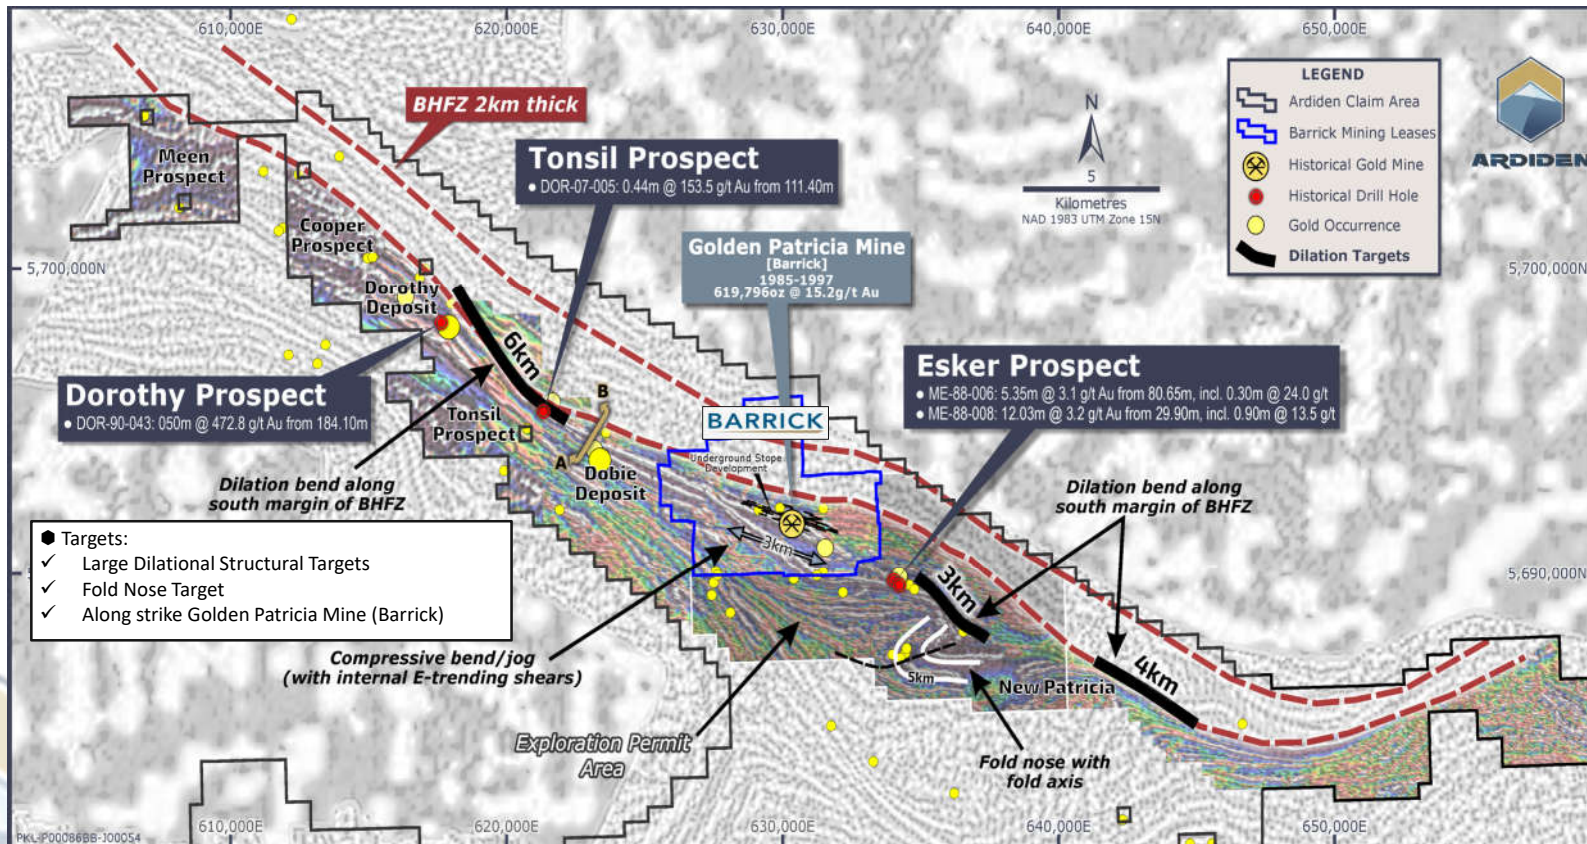 610,000E
620,000E
630,000E
640,000E
650,000E
LEGEND
Ardiden Claim Area
Barrick Mining Leases
Historical Gold Mine
Historical Drill Hole
Gold Occurrence
Dilation Targets
ARDIDEN
N
5
Kilometres
NAD 1983 UTM Zone 15N
BHFZ 2km thick
Tonsil Prospect
● DOR-07-005: 0.44m @ 153.5 g/t Au from 111.40m
Meen
Prospect
Cooper
Prospect
5,700,000N
5,700,000N
Dorothy
Deposit
Golden Patricia Mine
[Barrick]
1985-1997
619,796oz @ 15.2g/t Au
6km
Esker Prospect
● ME-88-006: 5.35m @ 3.1 g/t Au from 80.65m, incl. 0.30m @ 24.0 g/t
● ME-88-008: 12.03m @ 3.2 g/t Au from 29.90m, incl. 0.90m @ 13.5 g/t
Dorothy Prospect
● DOR-90-043: 050m @ 472.8 g/t Au from 184.10m
B
A
Tonsil
Prospect
BARRICK
Underground Stope
Development
Dobie
Deposit
Dilation bend along
south margin of BHFZ
Dilation bend along
south margin of BHFZ
3km
3km
5,690,000N
Targets:
✓ Large Dilational Structural Targets
✓ Fold Nose Target
✓ Along strike Golden Patricia Mine (Barrick)
Compressive bend/jog
(with internal E-trending shears)
5km
New Patricia
4km
Exploration Permit
Area
Fold nose with
fold axis
610,000E
620,000E
630,000E
640,000E
650,000E
PKL-P00086BB-J00054